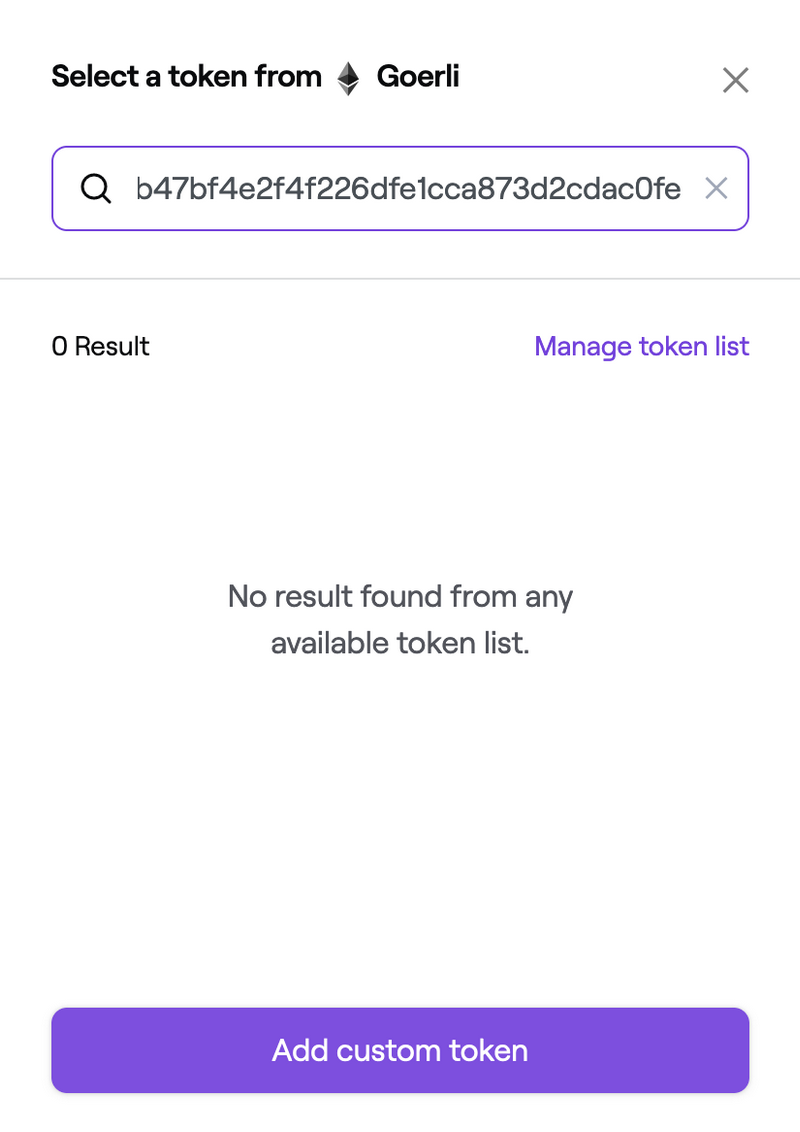 Select a token from Goerli
b47bf4e2f4f226dfe1cca873d2cdac0fe
0 Result
Manage token list
No result found from any
available token list.
Add custom token